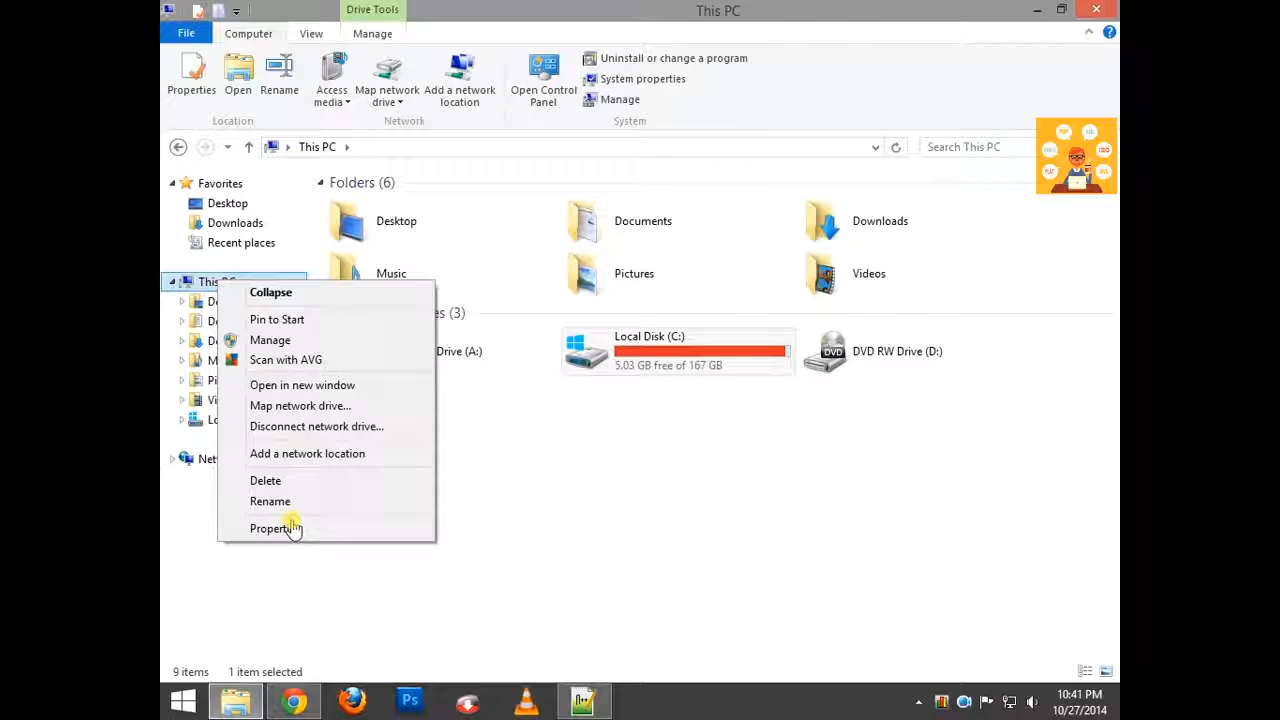 Drive Tools
This PC
File
Computer
View
Manage
Properties
Open
Rename
Access media
Map network drive
Add a network location
Open Control Panel
Uninstall or change a program
System properties
Manage
Location
Network
System
This PC
Search This PC
Favorites
Desktop
Downloads
Recent places
This PC
Folders (6)
Desktop
Documents
Downloads
Music
Pictures
Videos
(3)
Drive (A:)
Local Disk (C:)
5.03 GB free of 167 GB
DVD RW Drive (D:)
Collapse
Pin to Start
Manage
Scan with AVG
Open in new window
Map network drive...
Disconnect network drive...
Add a network location
Delete
Rename
9 items
1 item selected
Ps
10:41 PM
10/27/2014